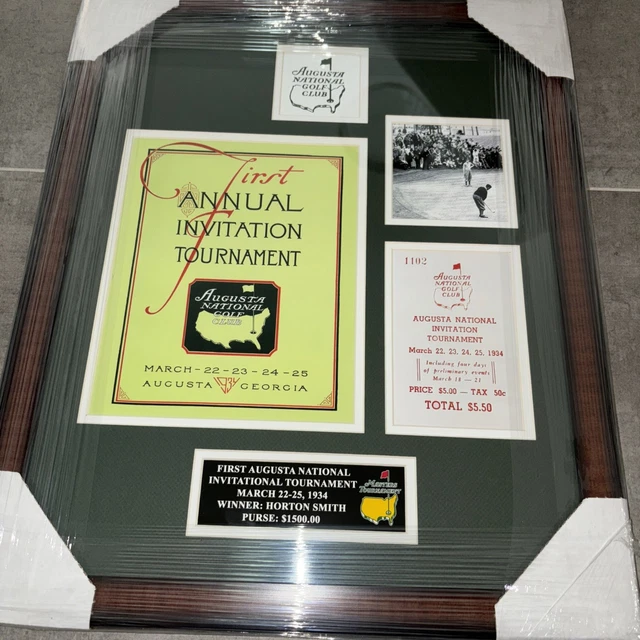 AUGUSTA
NATIONAL
GOLF
CLUB
First
ANNUAL
INVITATION
TOURNAMENT
AUGUSTA
NATIONAL
GOLF
CLUB
MARCH-22-23-24-25
AUGUSTA 1934 GEORGIA
1102
AUGUSTA
NATIONAL
GOLF
CLUB
AUGUSTA NATIONAL
INVITATION
TOURNAMENT
March 22, 23, 24, 25, 1934
Including four days
of preliminary events
March 18 — 21
PRICE $5.00 — TAX 50c
TOTAL $5.50
FIRST AUGUSTA NATIONAL
INVITATIONAL TOURNAMENT
MARCH 22-25, 1934
WINNER: HORTON SMITH
PURSE: $1500.00
MASTERS
TOURNAMENT